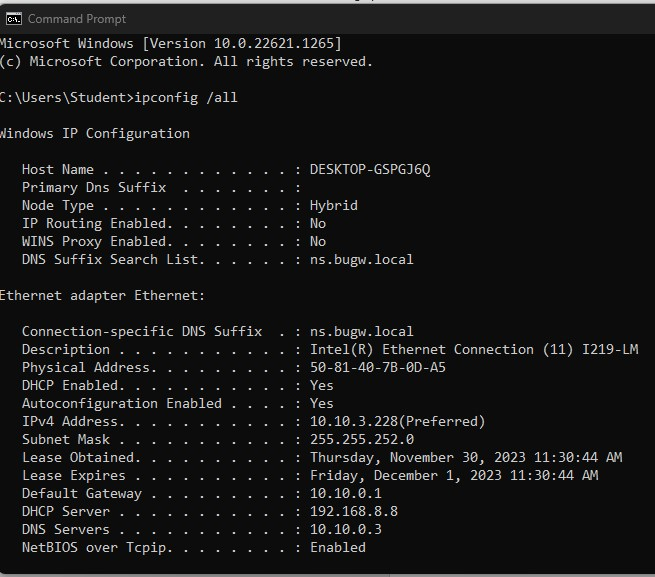 Command Prompt
Microsoft Windows [Version 10.0.22621.1265]
(c) Microsoft Corporation. All rights reserved.
C:\Users\Student>ipconfig /all
Windows IP Configuration
Host Name . . . . . . . . . . . . : DESKTOP-GSPGJ6Q
Primary Dns Suffix  . . . . . . . :
Node Type . . . . . . . . . . . . : Hybrid
IP Routing Enabled. . . . . . . . : No
WINS Proxy Enabled. . . . . . . . : No
DNS Suffix Search List. . . . . . : ns.bugw.local
Ethernet adapter Ethernet:
Connection-specific DNS Suffix  . : ns.bugw.local
Description . . . . . . . . . . . : Intel(R) Ethernet Connection (11) I219-LM
Physical Address. . . . . . . . . : 50-81-40-7B-0D-A5
DHCP Enabled. . . . . . . . . . . : Yes
Autoconfiguration Enabled . . . . : Yes
IPv4 Address. . . . . . . . . . . : 10.10.3.228(Preferred)
Subnet Mask . . . . . . . . . . . : 255.255.252.0
Lease Obtained. . . . . . . . . . : Thursday, November 30, 2023 11:30:44 AM
Lease Expires . . . . . . . . . . : Friday, December 1, 2023 11:30:44 AM
Default Gateway . . . . . . . . . : 10.10.0.1
DHCP Server . . . . . . . . . . . : 192.168.8.8
DNS Servers . . . . . . . . . . . : 10.10.0.3
NetBIOS over Tcpip. . . . . . . . : Enabled